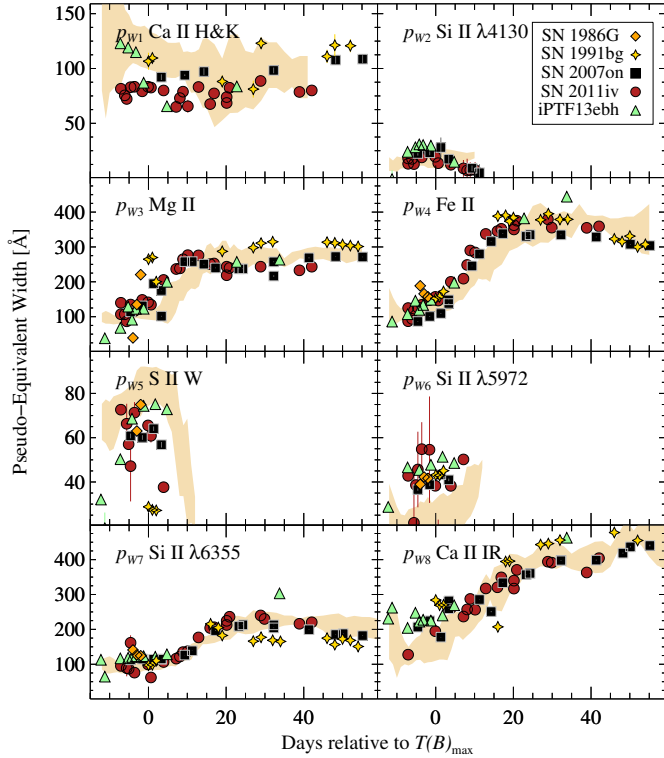 pW1 Ca II H&K
pW2 Si II λ4130
SN 1986G
SN 1991bg
SN 2007on
SN 2011iv
iPTF13ebh
150
100
50
pW3 Mg II
pW4 Fe II
400
300
200
100
pW5 S II W
pW6 Si II λ5972
80
60
40
20
pW7 Si II λ6355
pW8 Ca II IR
400
300
200
100
0 20 40 0 20 40 60
Pseudo−Equivalent Width [Å]
Days relative to T(B)max